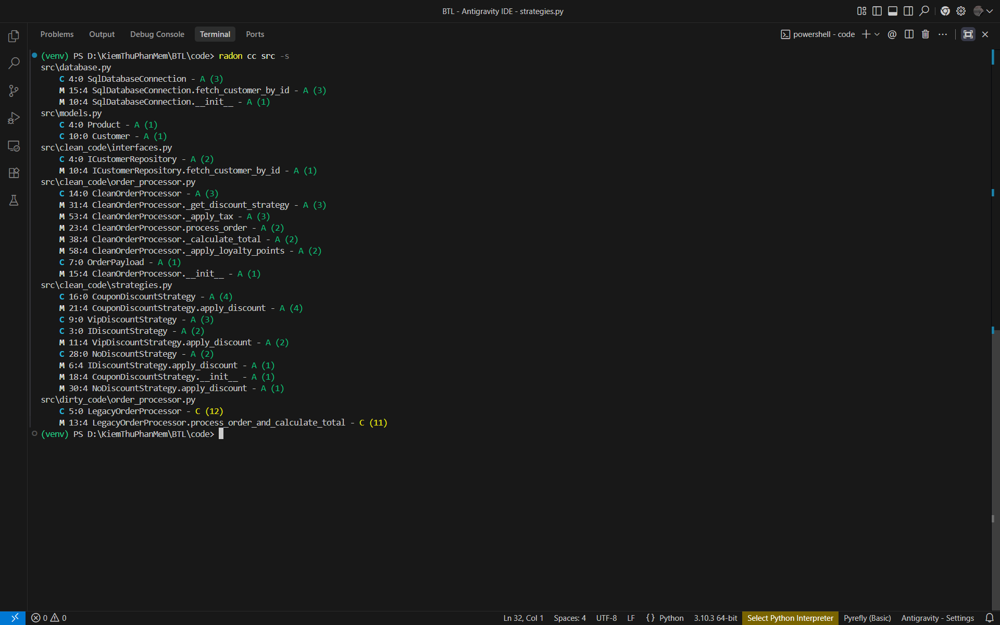 BTL - Antigravity IDE - strategies.py
Problems Output Debug Console Terminal Ports
powershell - code
(venv) PS D:\KiemThuPhanMem\BTL\code> radon cc src -s
src\database.py
C 4:0 SqlDatabaseConnection - A (3)
M 15:4 SqlDatabaseConnection.fetch_customer_by_id - A (3)
M 10:4 SqlDatabaseConnection.__init__ - A (1)
src\models.py
C 4:0 Product - A (1)
C 10:0 Customer - A (1)
src\clean_code\interfaces.py
C 4:0 ICustomerRepository - A (2)
M 10:4 ICustomerRepository.fetch_customer_by_id - A (1)
src\clean_code\order_processor.py
C 14:0 CleanOrderProcessor - A (3)
M 31:4 CleanOrderProcessor._get_discount_strategy - A (3)
M 53:4 CleanOrderProcessor._apply_tax - A (3)
M 23:4 CleanOrderProcessor.process_order - A (2)
M 38:4 CleanOrderProcessor._calculate_total - A (2)
M 58:4 CleanOrderProcessor._apply_loyalty_points - A (2)
C 7:0 OrderPayload - A (1)
M 15:4 CleanOrderProcessor.__init__ - A (1)
src\clean_code\strategies.py
C 16:0 CouponDiscountStrategy - A (4)
M 21:4 CouponDiscountStrategy.apply_discount - A (4)
C 9:0 VipDiscountStrategy - A (3)
C 3:0 IDiscountStrategy - A (2)
M 11:4 VipDiscountStrategy.apply_discount - A (2)
C 28:0 NoDiscountStrategy - A (2)
M 6:4 IDiscountStrategy.apply_discount - A (1)
M 18:4 CouponDiscountStrategy.__init__ - A (1)
M 30:4 NoDiscountStrategy.apply_discount - A (1)
src\dirty_code\order_processor.py
C 5:0 LegacyOrderProcessor - C (12)
M 13:4 LegacyOrderProcessor.process_order_and_calculate_total - C (11)
(venv) PS D:\KiemThuPhanMem\BTL\code>
0 0 Ln 32, Col 1 Spaces: 4 UTF-8 LF {} Python 3.10.3 64-bit Select Python Interpreter Pyrefly (Basic) Antigravity - Settings